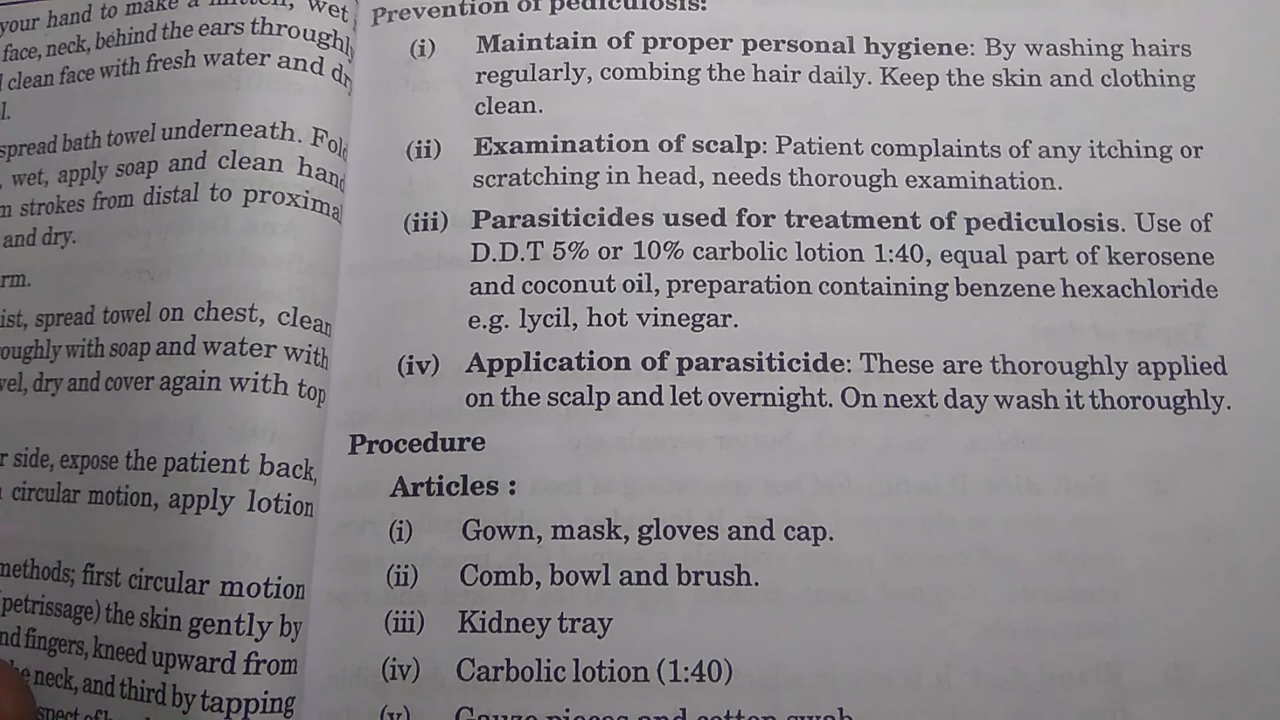 your hand to make a mitten, wet
face, neck, behind the ears through
clean face with fresh water and
l.
spread bath towel underneath.
, wet, apply soap and clean
strokes from distal to
and dry.
rm.
ist, spread towel on chest, clean
oughly with soap and water with
vel, dry and cover again with top
r side, expose the patient back,
circular motion, apply lotion
methods; first circular motion
petrissage) the skin gently by
nd fingers, kneed upward from
neck, and third by tapping
Prevention of pediculosis:
(i) Maintain of proper personal hygiene: By washing hairs
regularly, combing the hair daily. Keep the skin and clothing
clean.
(ii) Examination of scalp: Patient complaints of any itching or
scratching in head, needs thorough examination.
(iii) Parasiticides used for treatment of pediculosis. Use of
D.D.T 5% or 10% carbolic lotion 1:40, equal part of kerosene
and coconut oil, preparation containing benzene hexachloride
e.g. lycil, hot vinegar.
(iv) Application of parasiticide: These are thoroughly applied
on the scalp and let overnight. On next day wash it thoroughly.
Procedure
Articles :
(i) Gown, mask, gloves and cap.
(ii) Comb, bowl and brush.
(iii) Kidney tray
(iv) Carbolic lotion (1:40)
(v) Gauze pieces and cotton swab